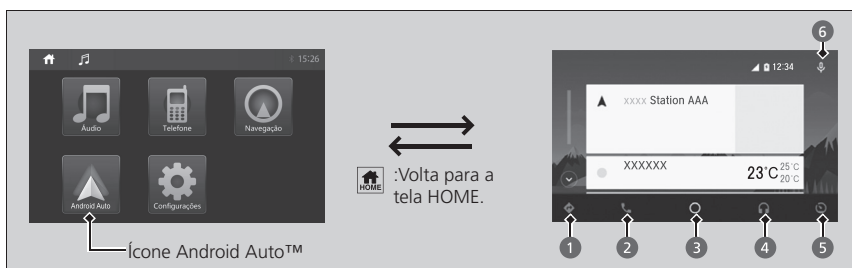 15:26
Áudio
Telefone
Navegação
Android Auto
Configurações
Ícone Android Auto™
HOME
:Volta para a
tela HOME.
6
12:34
xxxx Station AAA
XXXXXX
23°C
25°C
20°C
1
2
3
4
5